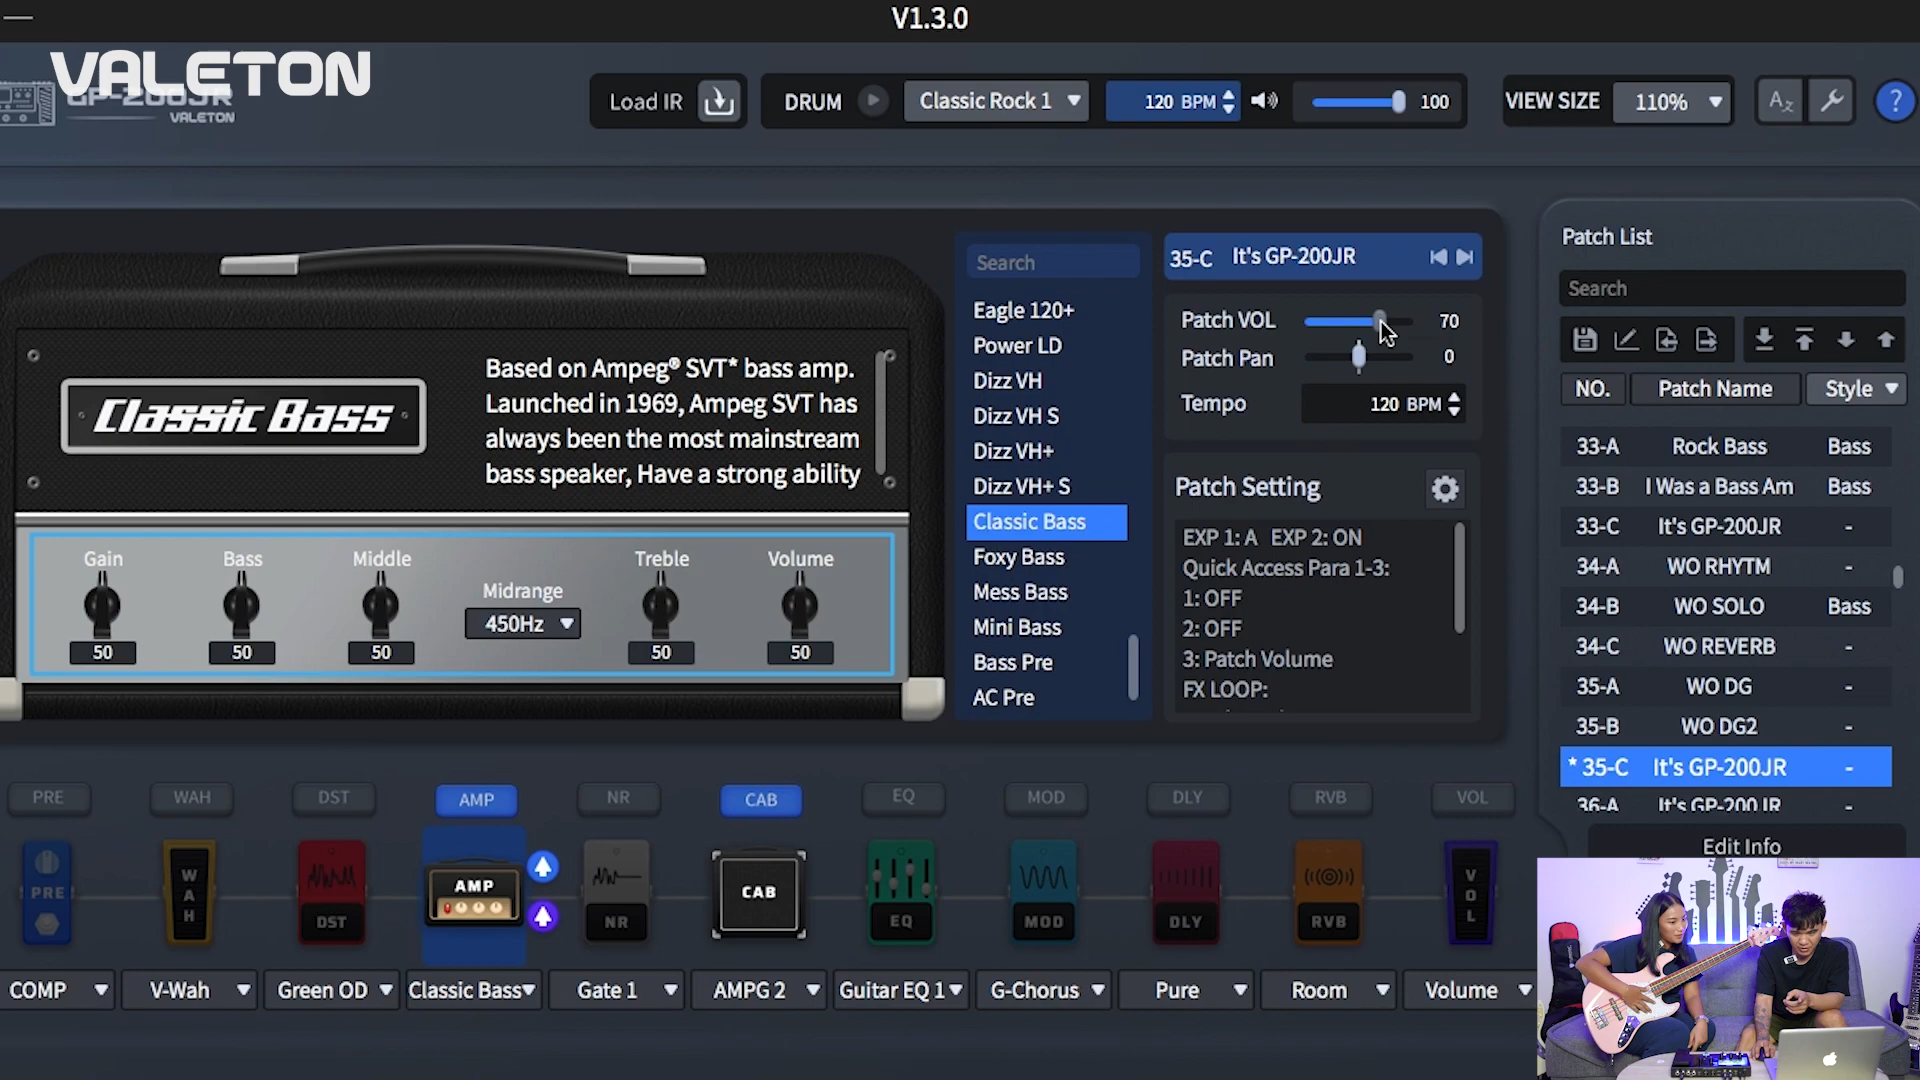 V1.3.0
VALETON
GP-200JR
VALETON
Load IR
DRUM
Classic Rock 1
120 BPM
100
VIEW SIZE
110%
AZ
?
Classic Bass
Based on Ampeg® SVT* bass amp.
Launched in 1969, Ampeg SVT has
always been the most mainstream
bass speaker, Have a strong ability
Gain
Bass
Middle
Midrange
Treble
Volume
50
50
50
450Hz
50
50
Search
Eagle 120+
Power LD
Dizz VH
Dizz VH S
Dizz VH+
Dizz VH+ S
Classic Bass
Foxy Bass
Mess Bass
Mini Bass
Bass Pre
AC Pre
35-C It's GP-200JR
Patch VOL 70
Patch Pan 0
Tempo 120 BPM
Patch Setting
EXP 1: A EXP 2: ON
Quick Access Para 1-3:
1: OFF
2: OFF
3: Patch Volume
FX LOOP:
Patch List
Search
NO. Patch Name Style
33-A Rock Bass Bass
33-B I Was a Bass Am Bass
33-C It's GP-200JR -
34-A WO RHYTM -
34-B WO SOLO Bass
34-C WO REVERB -
35-A WO DG -
35-B WO DG2 -
* 35-C It's GP-200JR -
36-A It's GP-200JR -
Edit Info
PRE WAH DST AMP NR CAB EQ MOD DLY RVB VOL
PRE WAH DST AMP NR CAB EQ MOD DLY RVB VOL
COMP V-Wah Green OD Classic Bass Gate 1 AMPG 2 Guitar EQ 1 G-Chorus Pure Room Volume